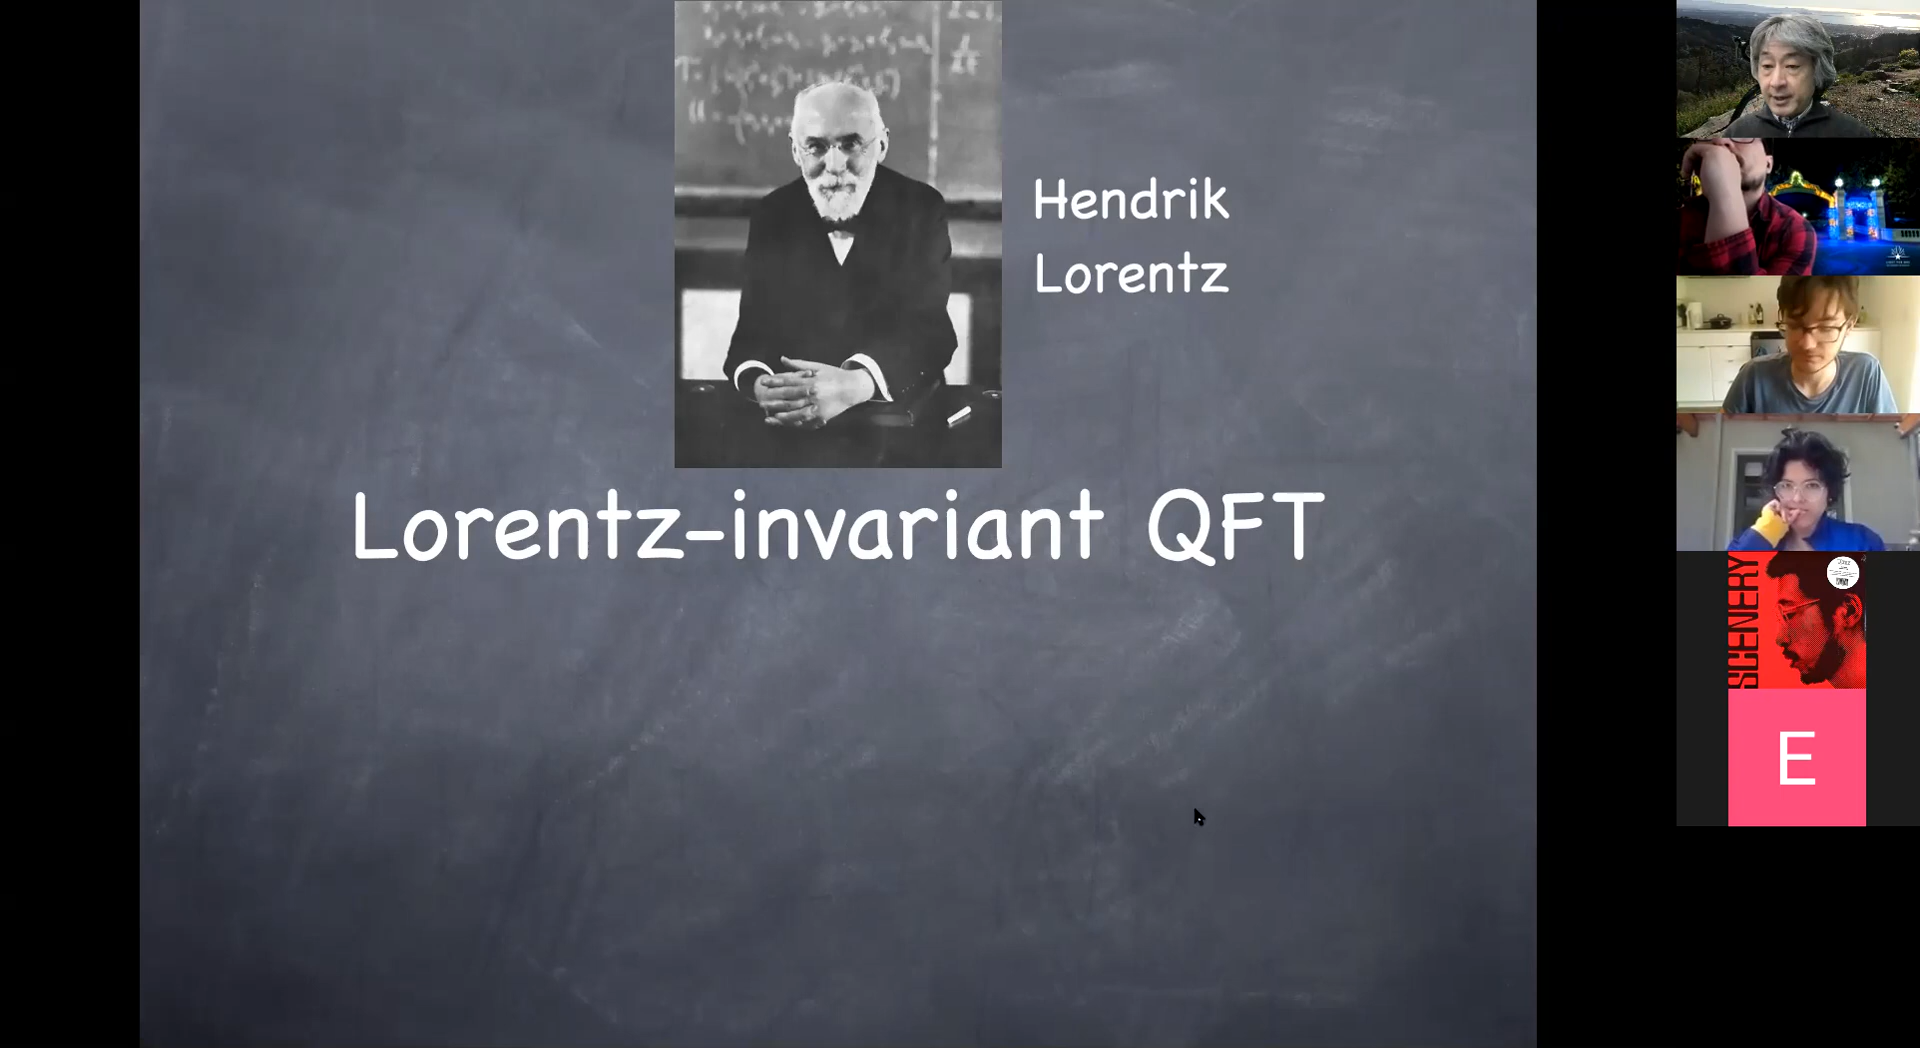 Hendrik
Lorentz
Lorentz-invariant QFT
SCENERY
E